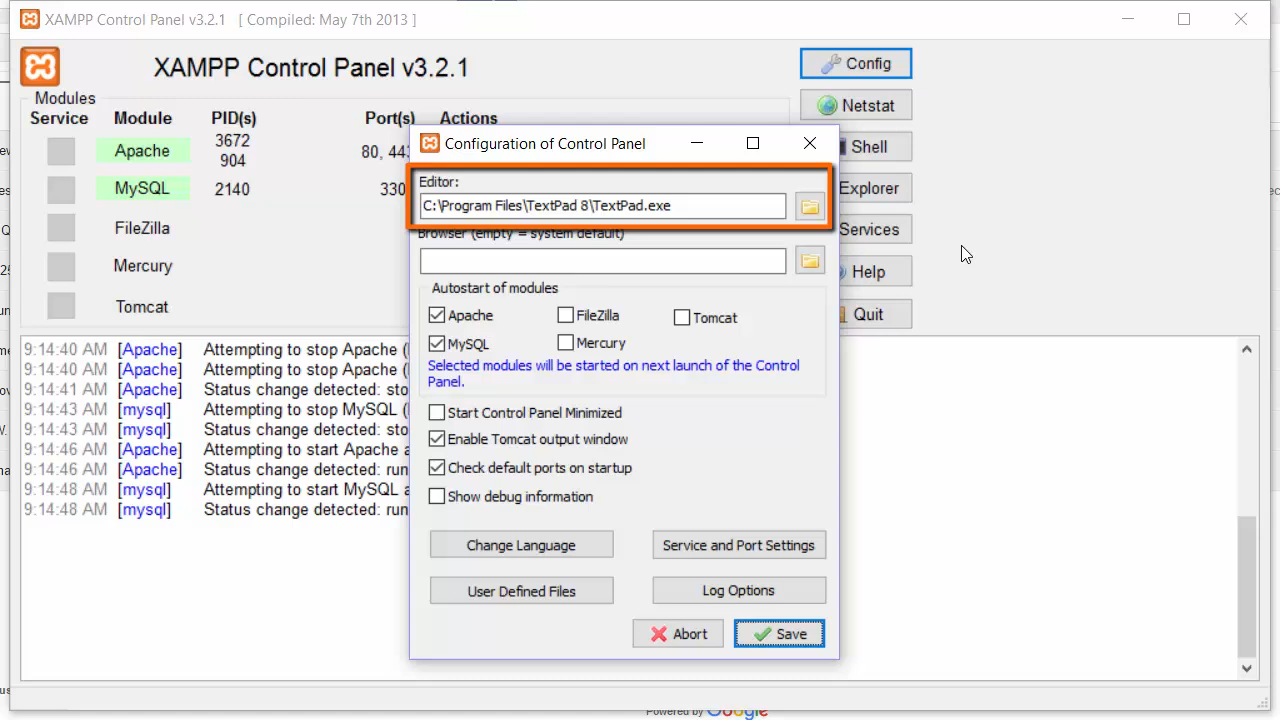 XAMPP Control Panel v3.2.1 [ Compiled: May 7th 2013 ]
XAMPP Control Panel v3.2.1
Config
Netstat
Shell
Explorer
Services
Help
Quit
Modules
Service Module PID(s) Port(s) Actions
Apache 3672 904 80, 443
MySQL 2140 330
FileZilla
Mercury
Tomcat
Configuration of Control Panel
Editor:
C:\Program Files\TextPad 8\TextPad.exe
Browser (empty = system default)
Autostart of modules
Apache FileZilla Tomcat
MySQL Mercury
Selected modules will be started on next launch of the Control
Panel.
Start Control Panel Minimized
Enable Tomcat output window
Check default ports on startup
Show debug information
Change Language Service and Port Settings
User Defined Files Log Options
Abort Save
9:14:40 AM [Apache] Attempting to stop Apache (
9:14:40 AM [Apache] Attempting to stop Apache (
9:14:41 AM [Apache] Status change detected: sto
9:14:43 AM [mysql] Attempting to stop MySQL (
9:14:43 AM [mysql] Status change detected: sto
9:14:46 AM [Apache] Attempting to start Apache a
9:14:46 AM [Apache] Status change detected: run
9:14:48 AM [mysql] Attempting to start MySQL a
9:14:48 AM [mysql] Status change detected: run
Powered by Google